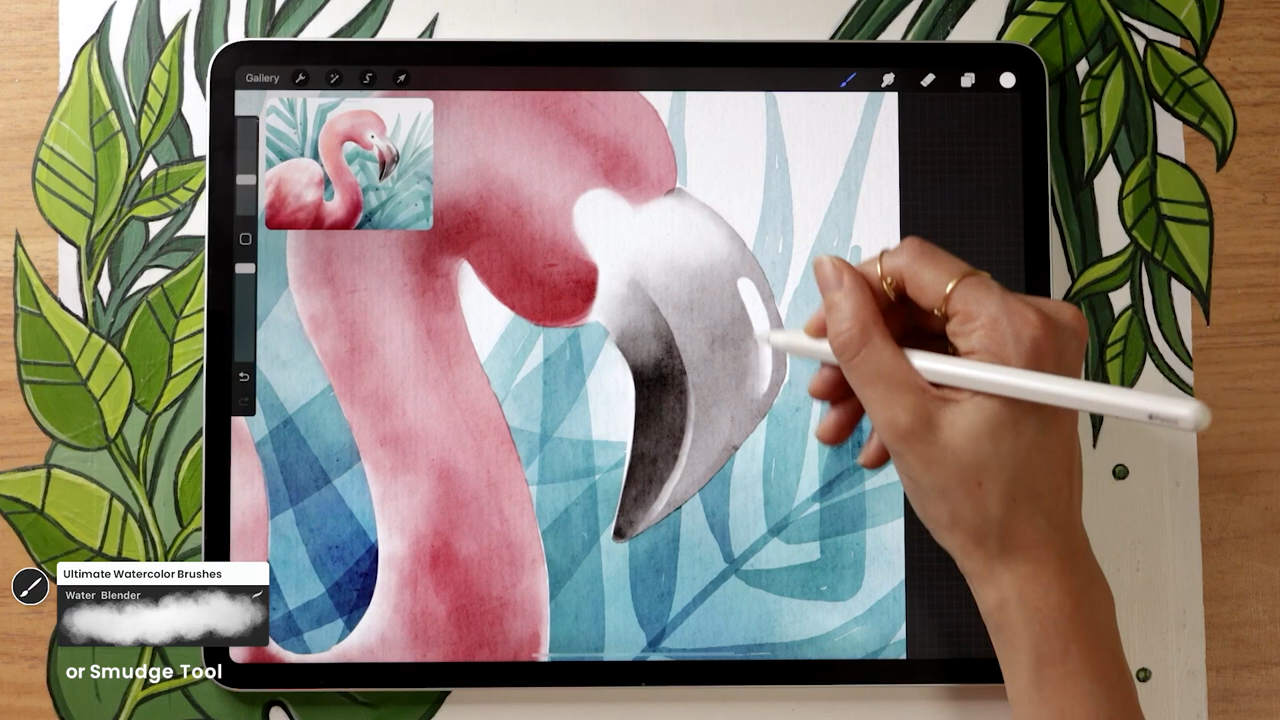 Gallery
Ultimate Watercolor Brushes
Water Blender
or Smudge Tool